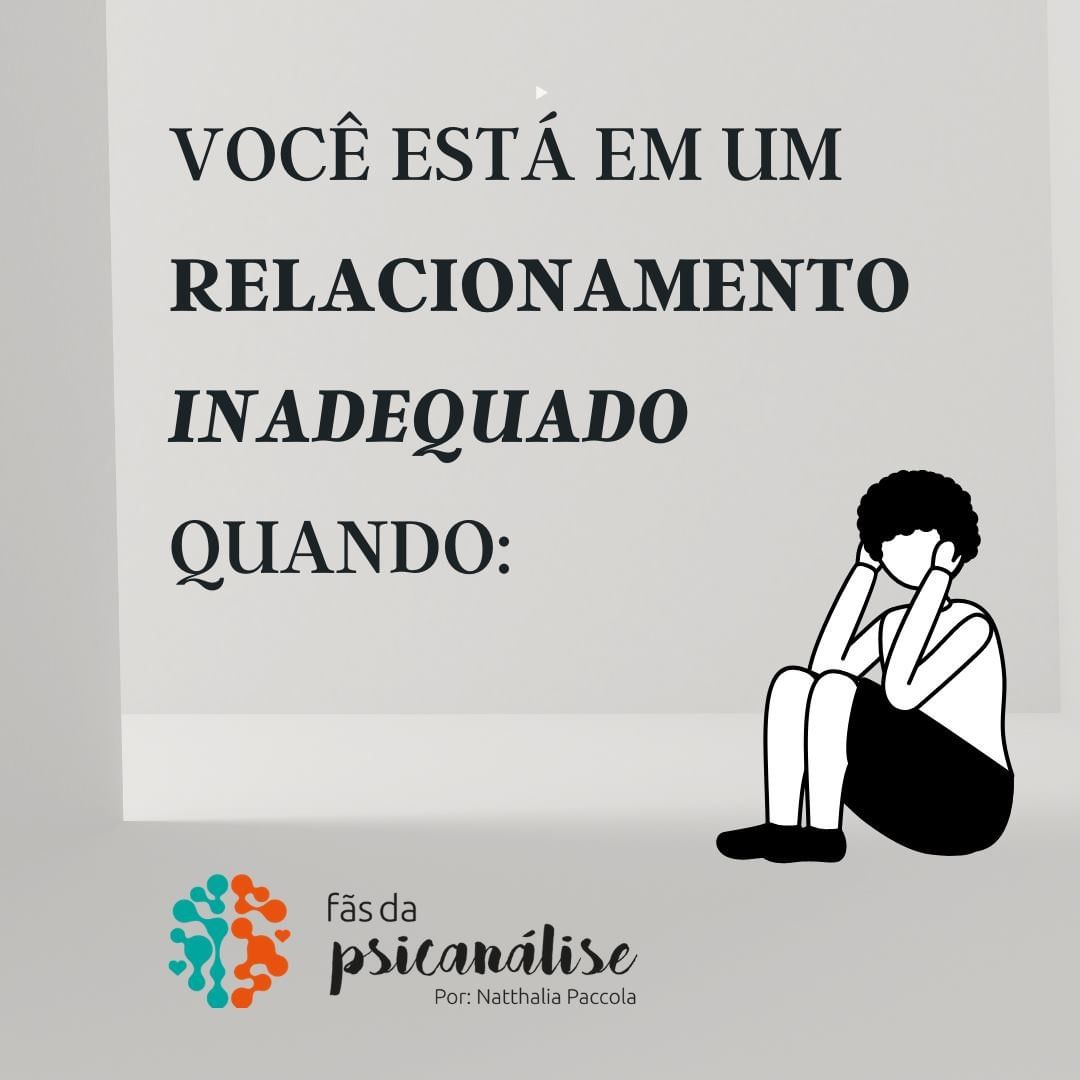 VOCÊ ESTÁ EM UM
RELACIONAMENTO
INADEQUADO
QUANDO:
fãs da
psicanálise
Por: Natthalia Paccola